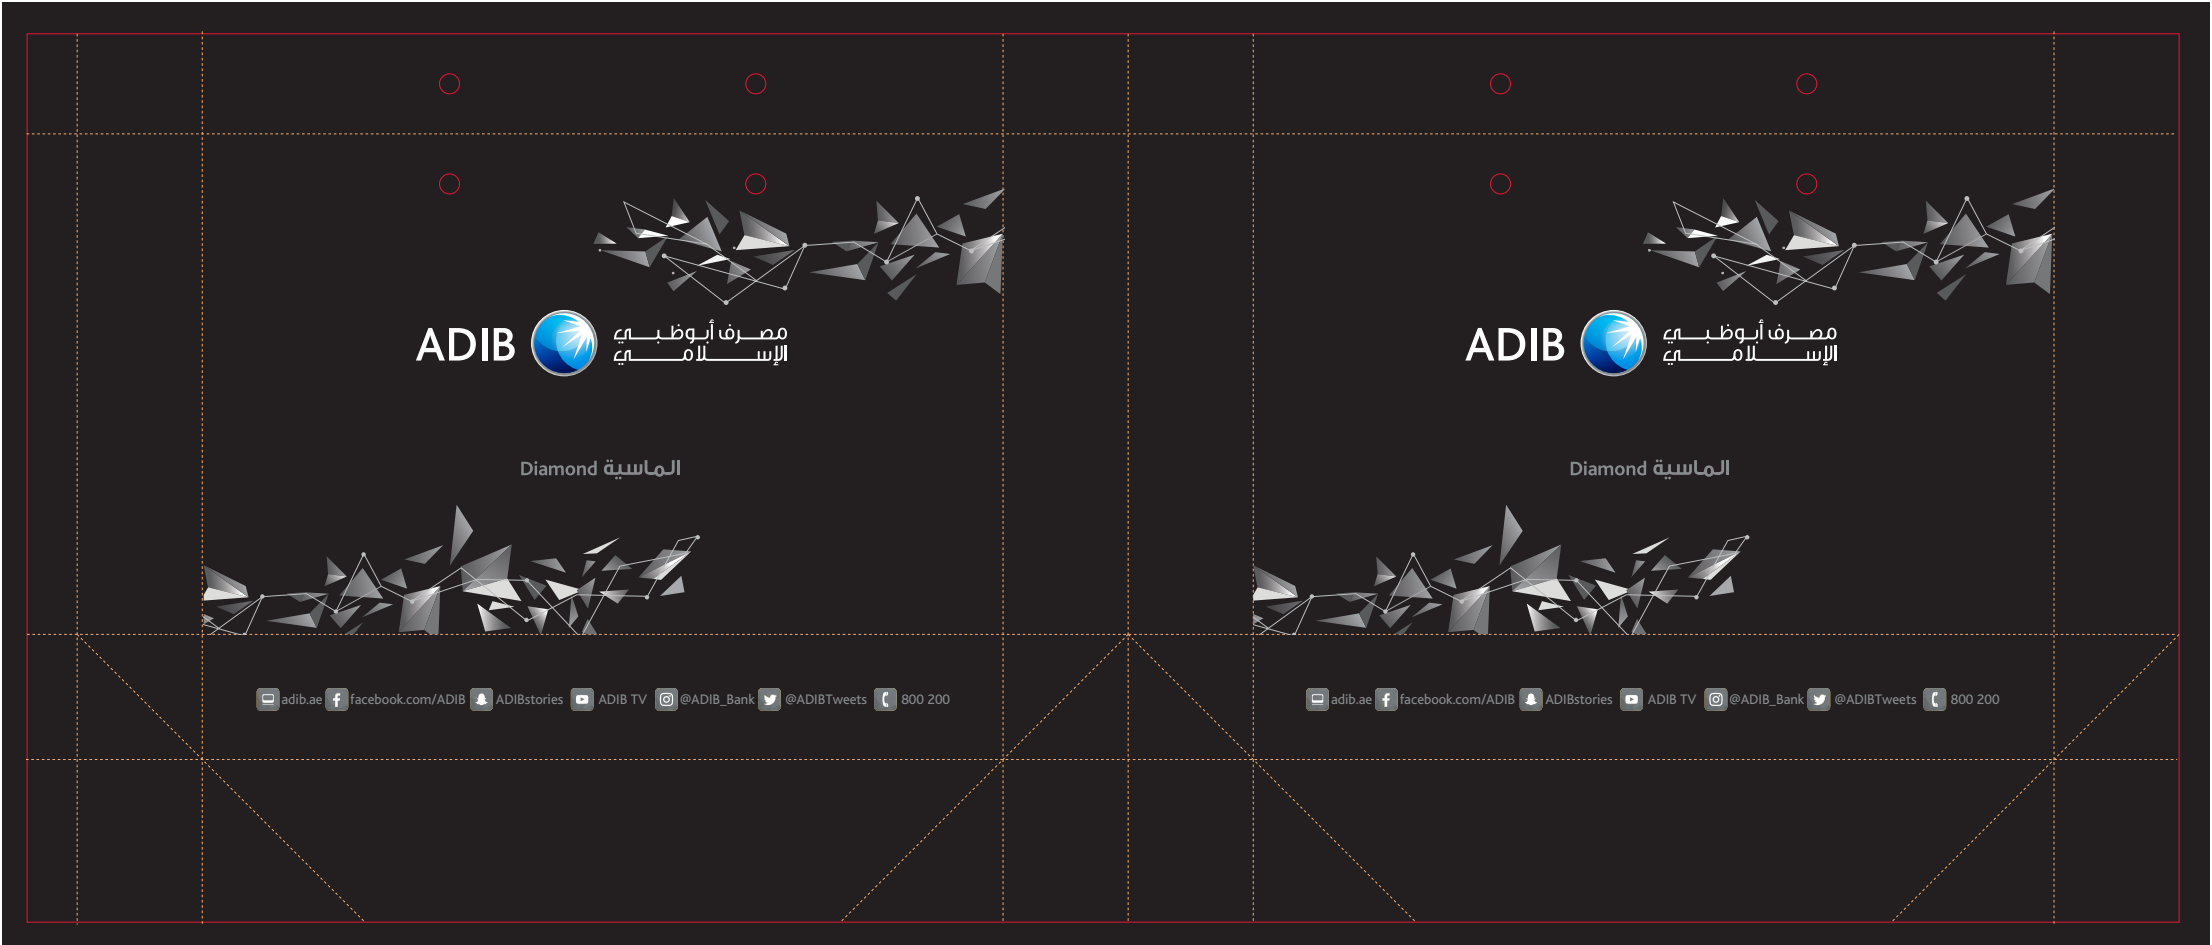 ADIB
مصرف أبوظبي
الإسلامي
Diamond الماسية
adib.ae facebook.com/ADIB ADIBstories ADIB TV @ADIB_Bank @ADIBTweets 800 200
ADIB
مصرف أبوظبي
الإسلامي
Diamond الماسية
adib.ae facebook.com/ADIB ADIBstories ADIB TV @ADIB_Bank @ADIBTweets 800 200